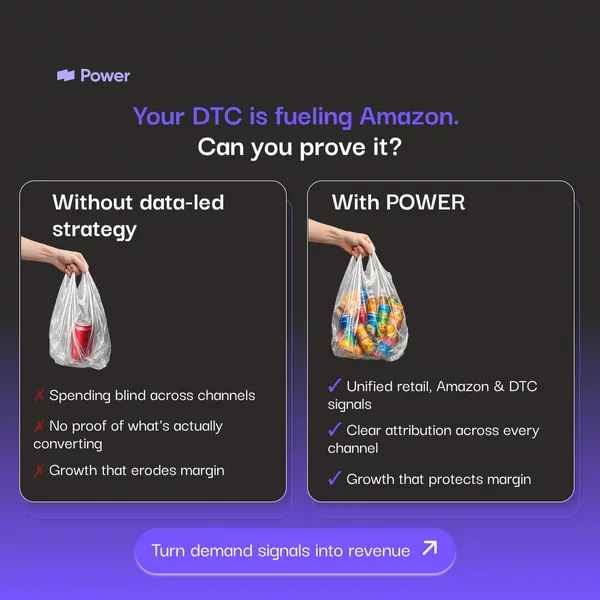 Power
Your DTC is fueling Amazon.
Can you prove it?
Without data-led
strategy
✗ Spending blind across channels
✗ No proof of what's actually
converting
✗ Growth that erodes margin
With POWER
✓ Unified retail, Amazon & DTC
signals
✓ Clear attribution across every
channel
✓ Growth that protects margin
Turn demand signals into revenue